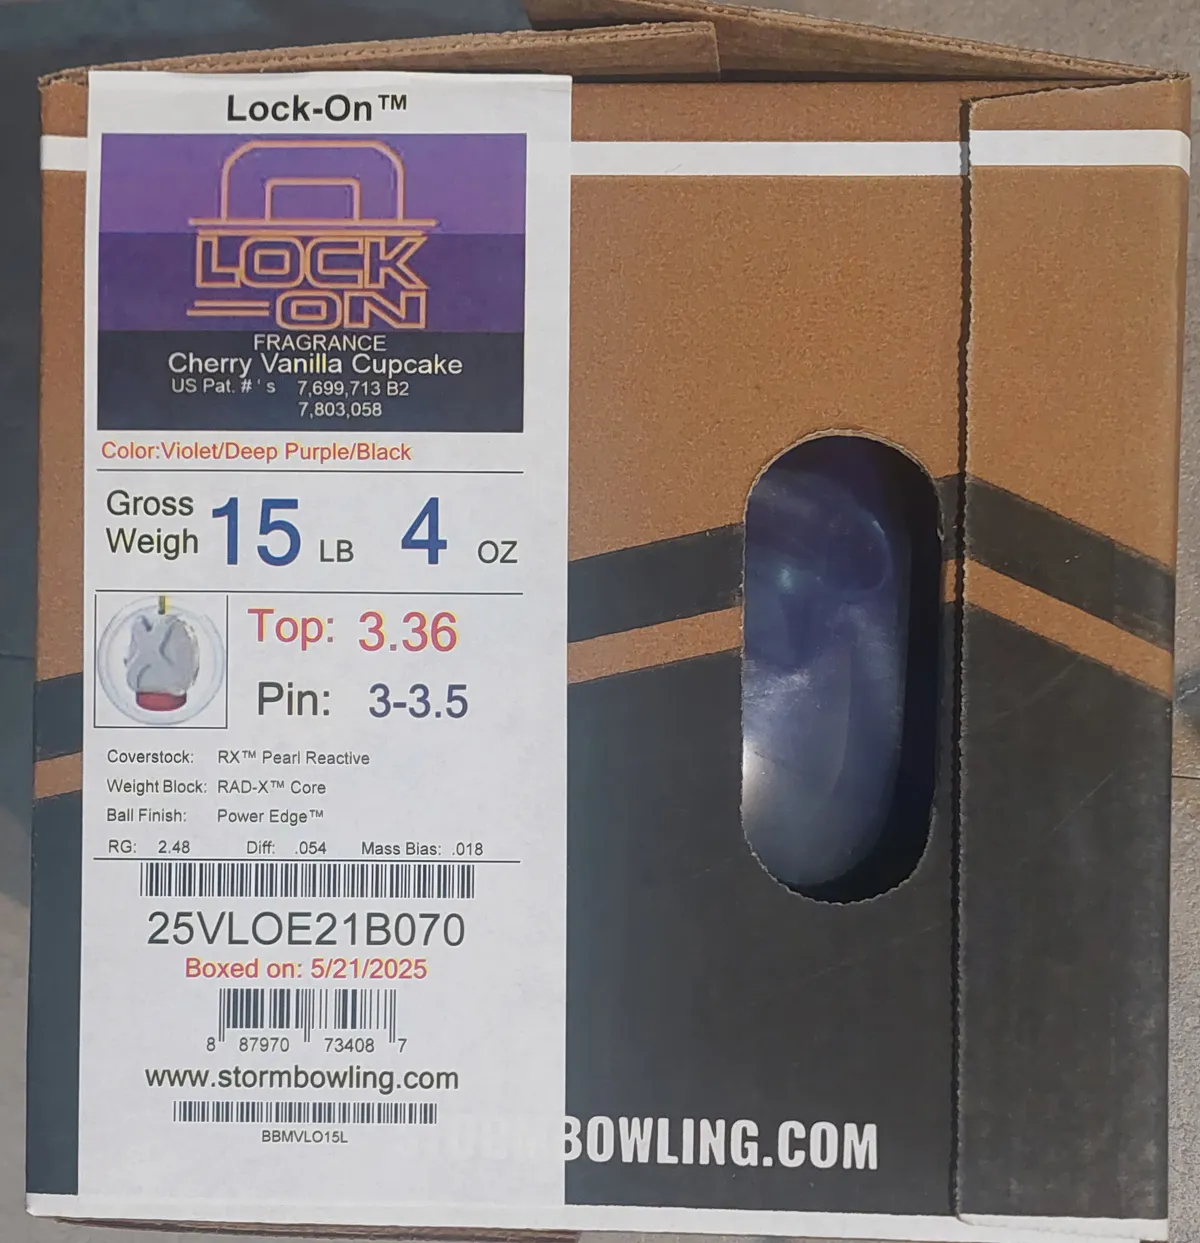 Lock-On™
LOCK
ON
FRAGRANCE
Cherry Vanilla Cupcake
US Pat. # ' s 7,699,713 B2
7,803,058
Color:Violet/Deep Purple/Black
Gross
Weigh 15 LB 4 OZ
Top: 3.36
Pin: 3-3.5
Coverstock: RX™ Pearl Reactive
Weight Block: RAD-X™ Core
Ball Finish: Power Edge™
RG: 2.48 Diff: .054 Mass Bias: .018
25VLOE21B070
Boxed on: 5/21/2025
8 87970 73408 7
www.stormbowling.com
BBMVLO15L
BOWLING.COM